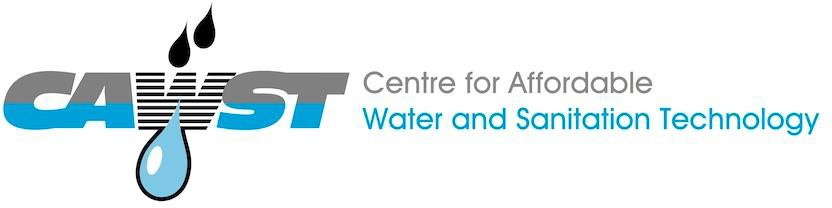 CAWST
Centre for Affordable
Water and Sanitation Technology